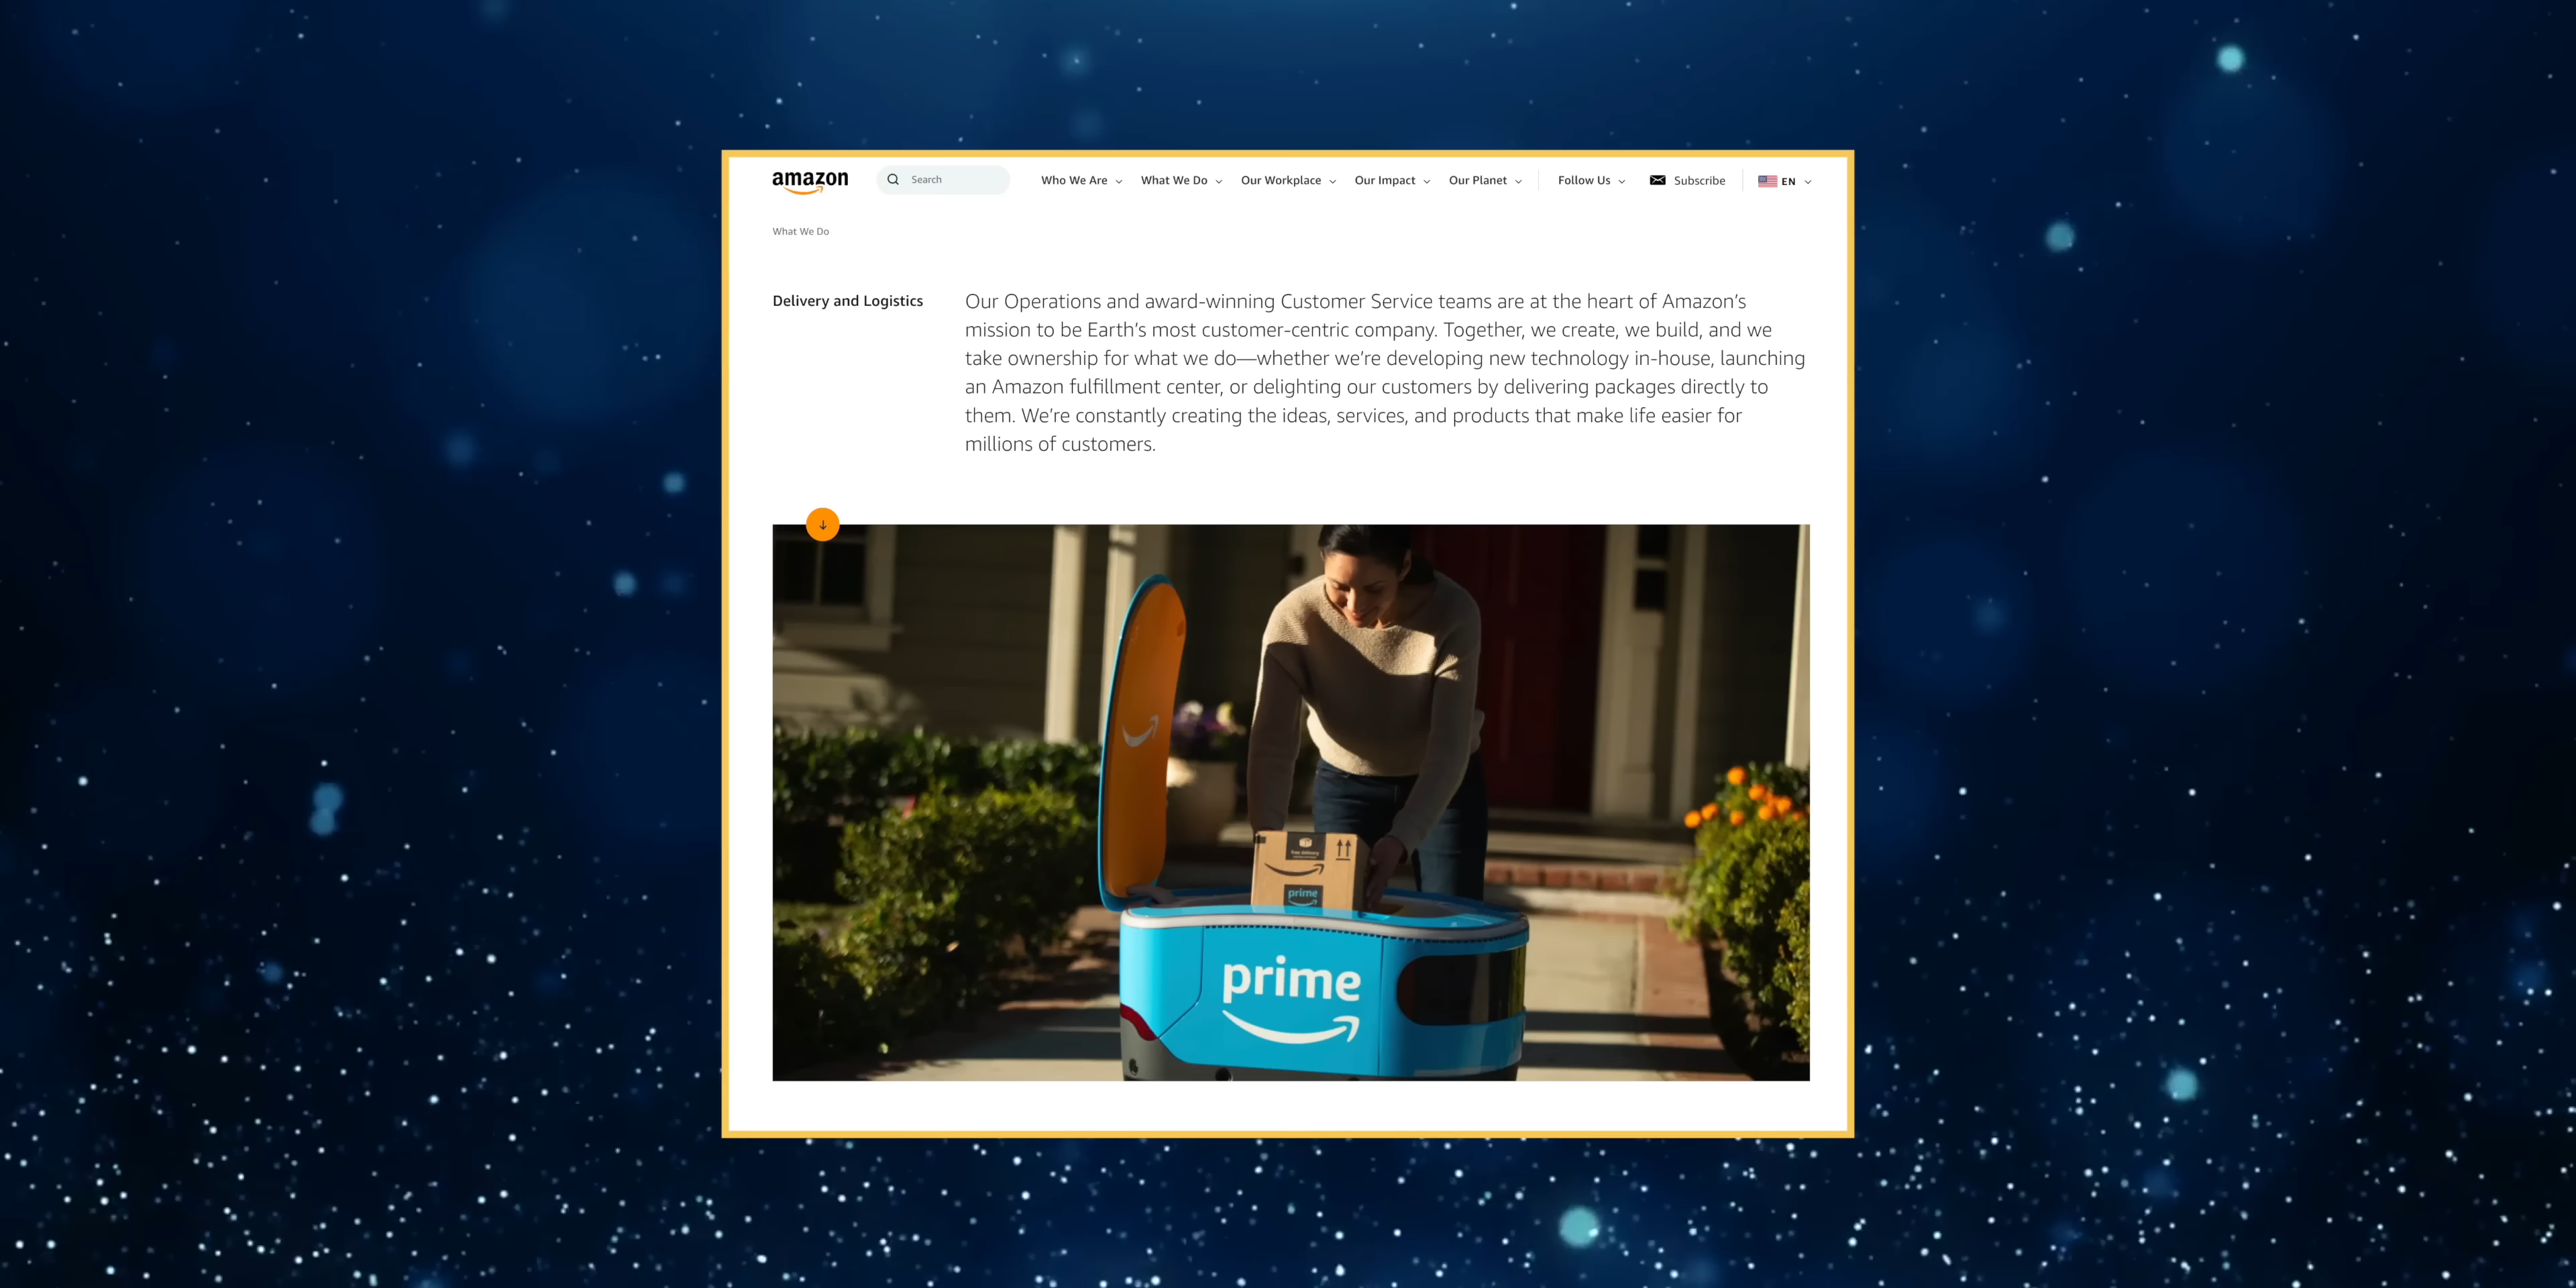 amazon
Search
Who We Are
What We Do
Our Workplace
Our Impact
Our Planet
Follow Us
Subscribe
EN
What We Do
Delivery and Logistics
Our Operations and award-winning Customer Service teams are at the heart of Amazon’s
mission to be Earth’s most customer-centric company. Together, we create, we build, and we
take ownership for what we do—whether we’re developing new technology in-house, launching
an Amazon fulfillment center, or delighting our customers by delivering packages directly to
them. We’re constantly creating the ideas, services, and products that make life easier for
millions of customers.
prime
prime